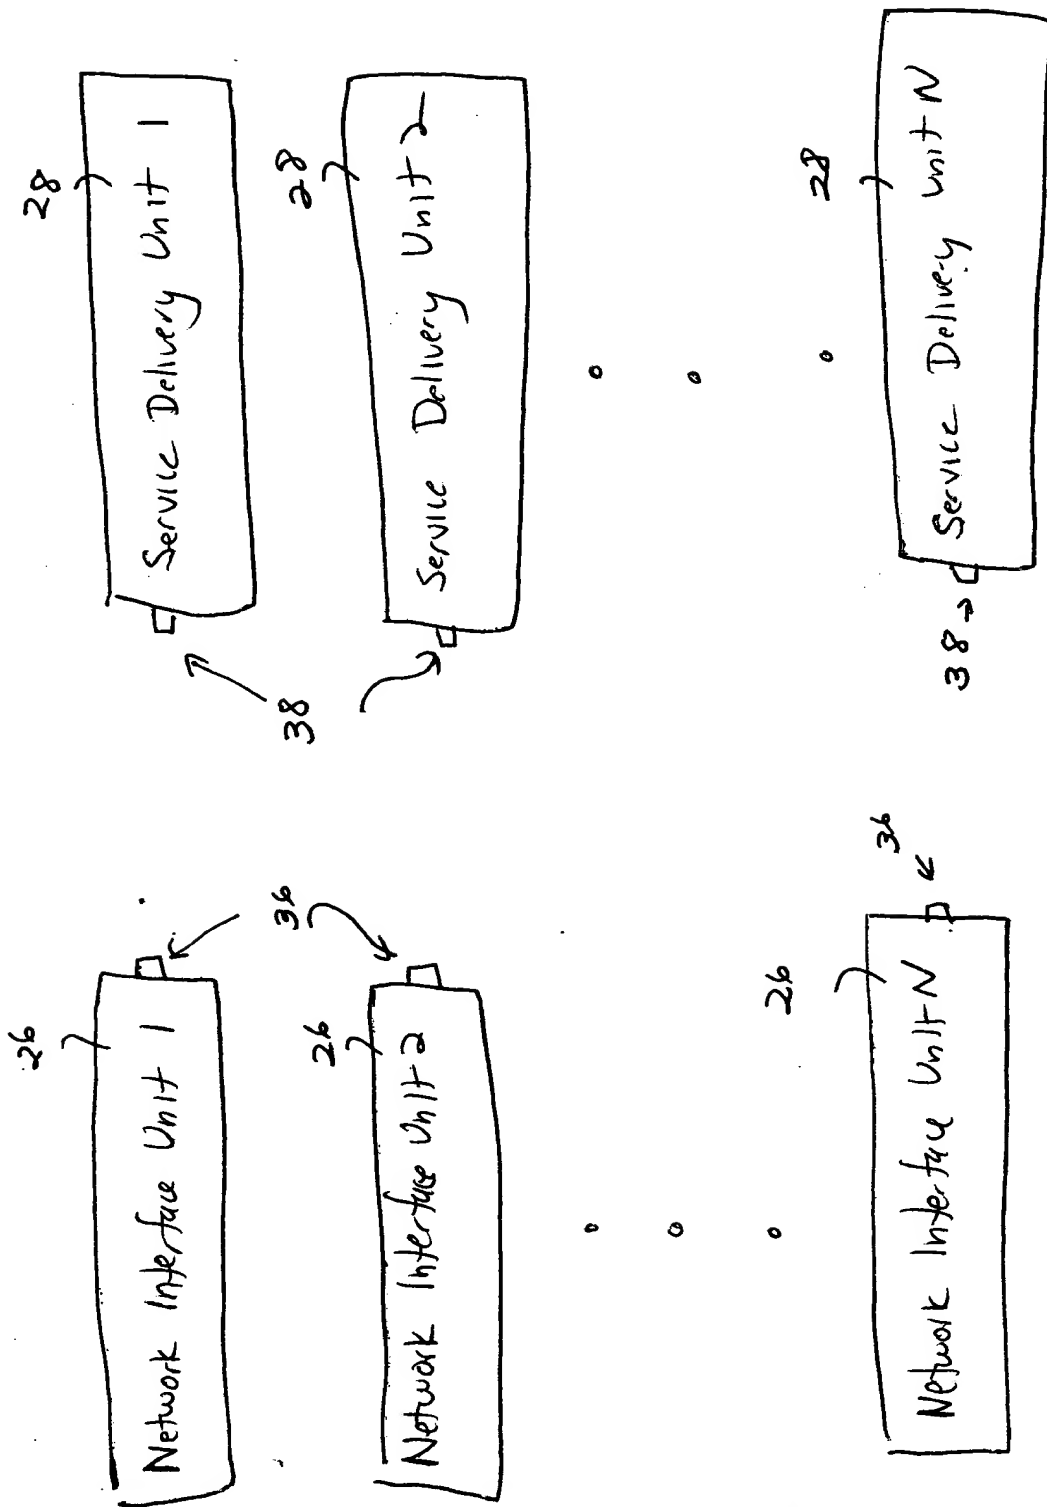 26
Network Interface Unit 1
36
26
Network Interface Unit 2
26
Network Interface Unit N
36
28
Service Delivery Unit 1
38
28
Service Delivery Unit 2
28
Service Delivery Unit N
38